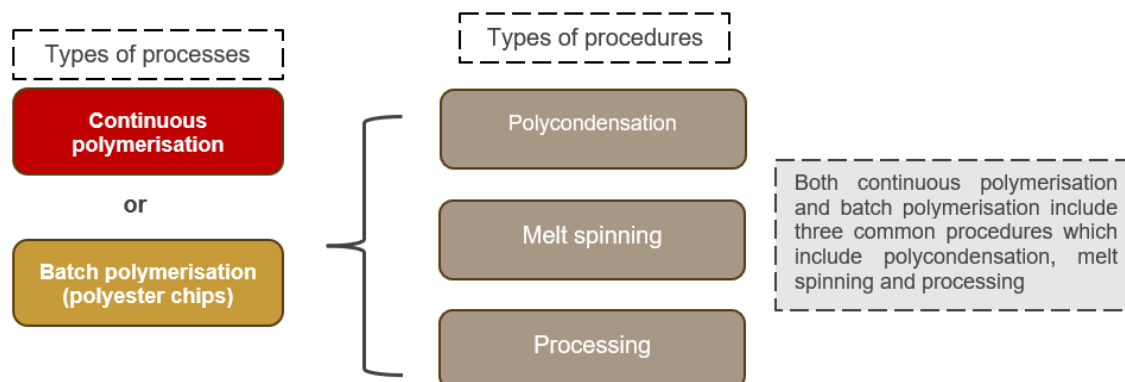 Types of processes
Continuous
polymerisation
or
Batch polymerisation
(polyester chips)
Types of procedures
Polycondensation
Melt spinning
Processing
Both continuous polymerisation
and batch polymerisation include
three common procedures which
include polycondensation, melt
spinning and processing